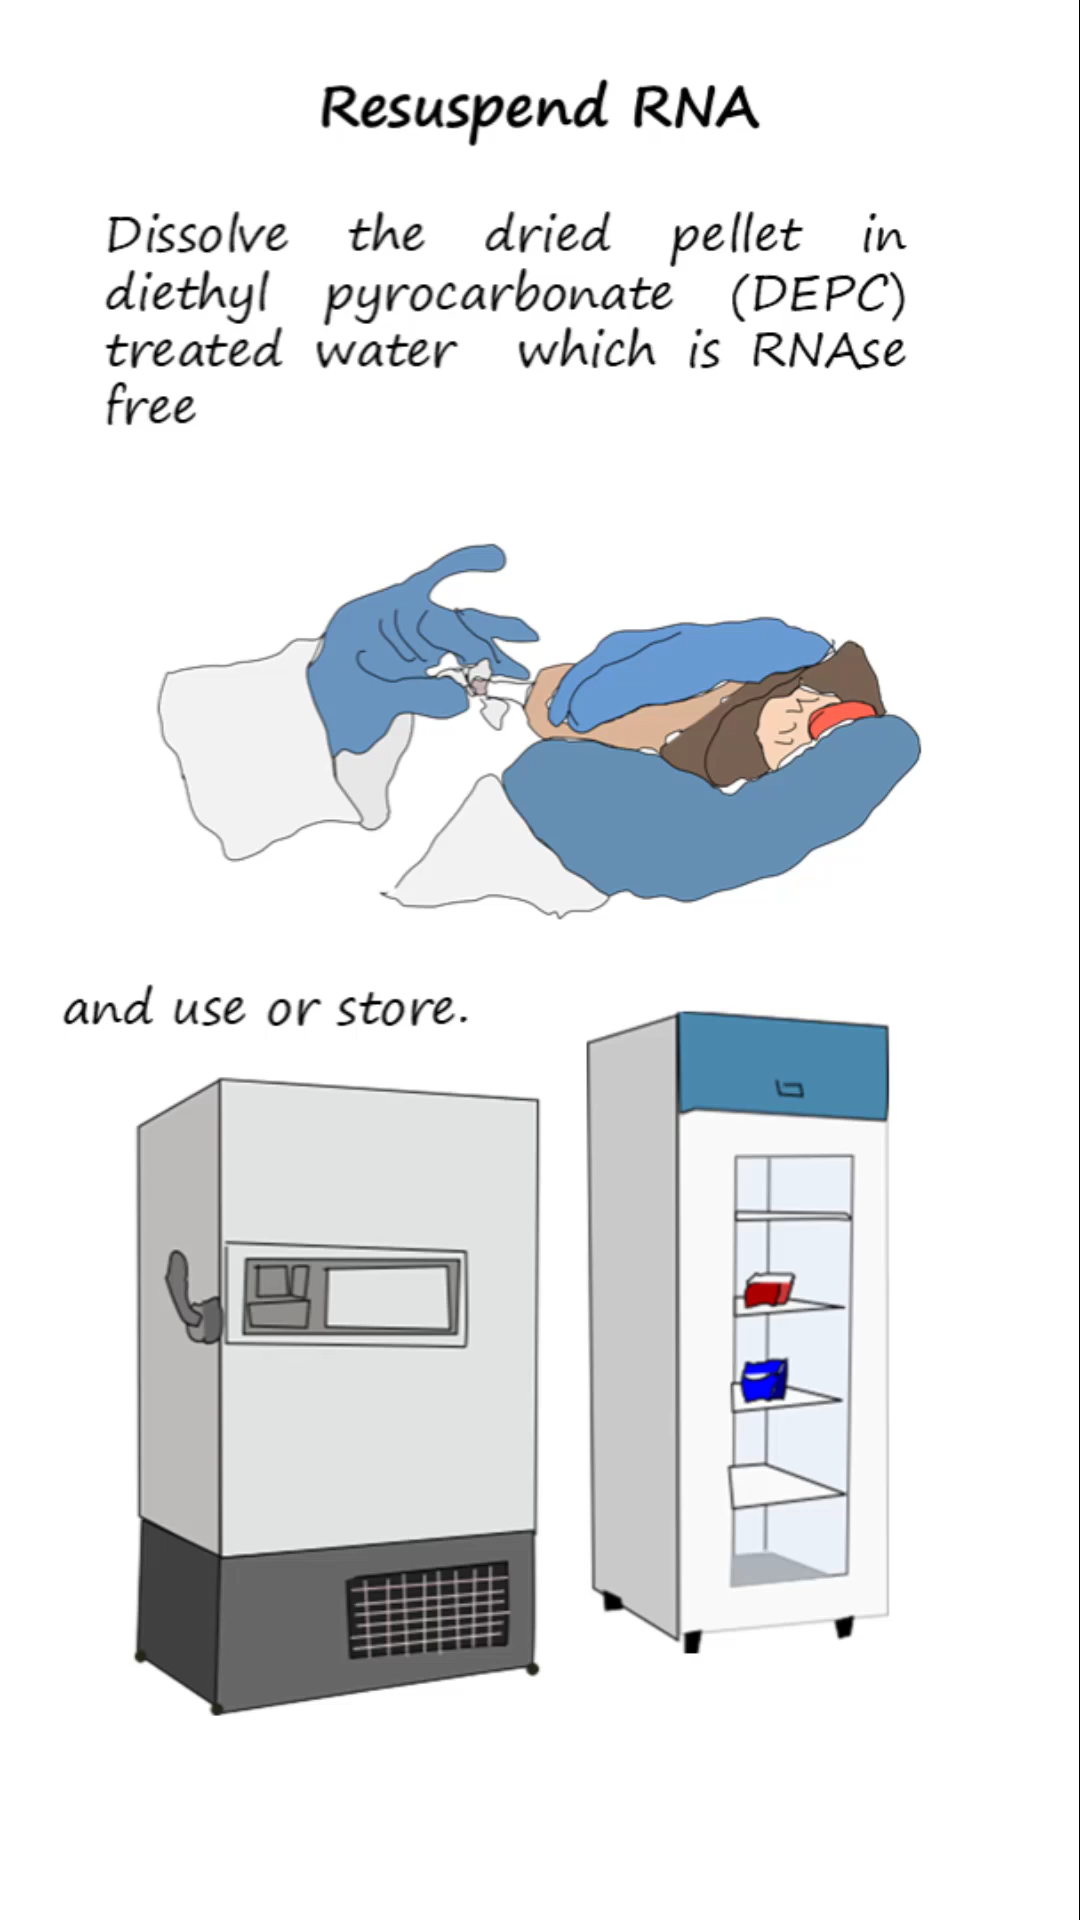 Resuspend RNA
Dissolve the dried pellet in
diethyl pyrocarbonate (DEPC)
treated water which is RNAse
free
and use or store.